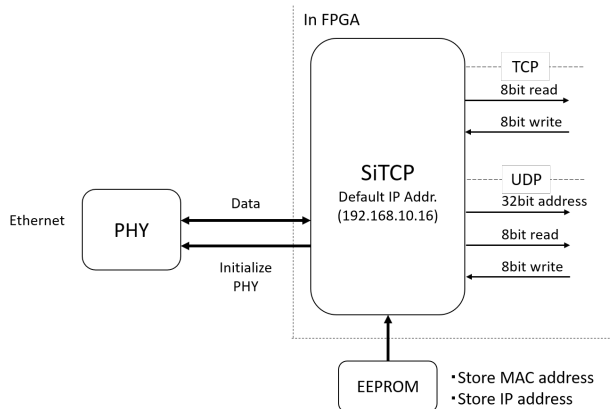 In FPGA
TCP
8bit read
8bit write
SiTCP
Default IP Addr.
(192.168.10.16)
UDP
32bit address
8bit read
8bit write
Ethernet
PHY
Data
Initialize
PHY
EEPROM
▪Store MAC address
▪Store IP address